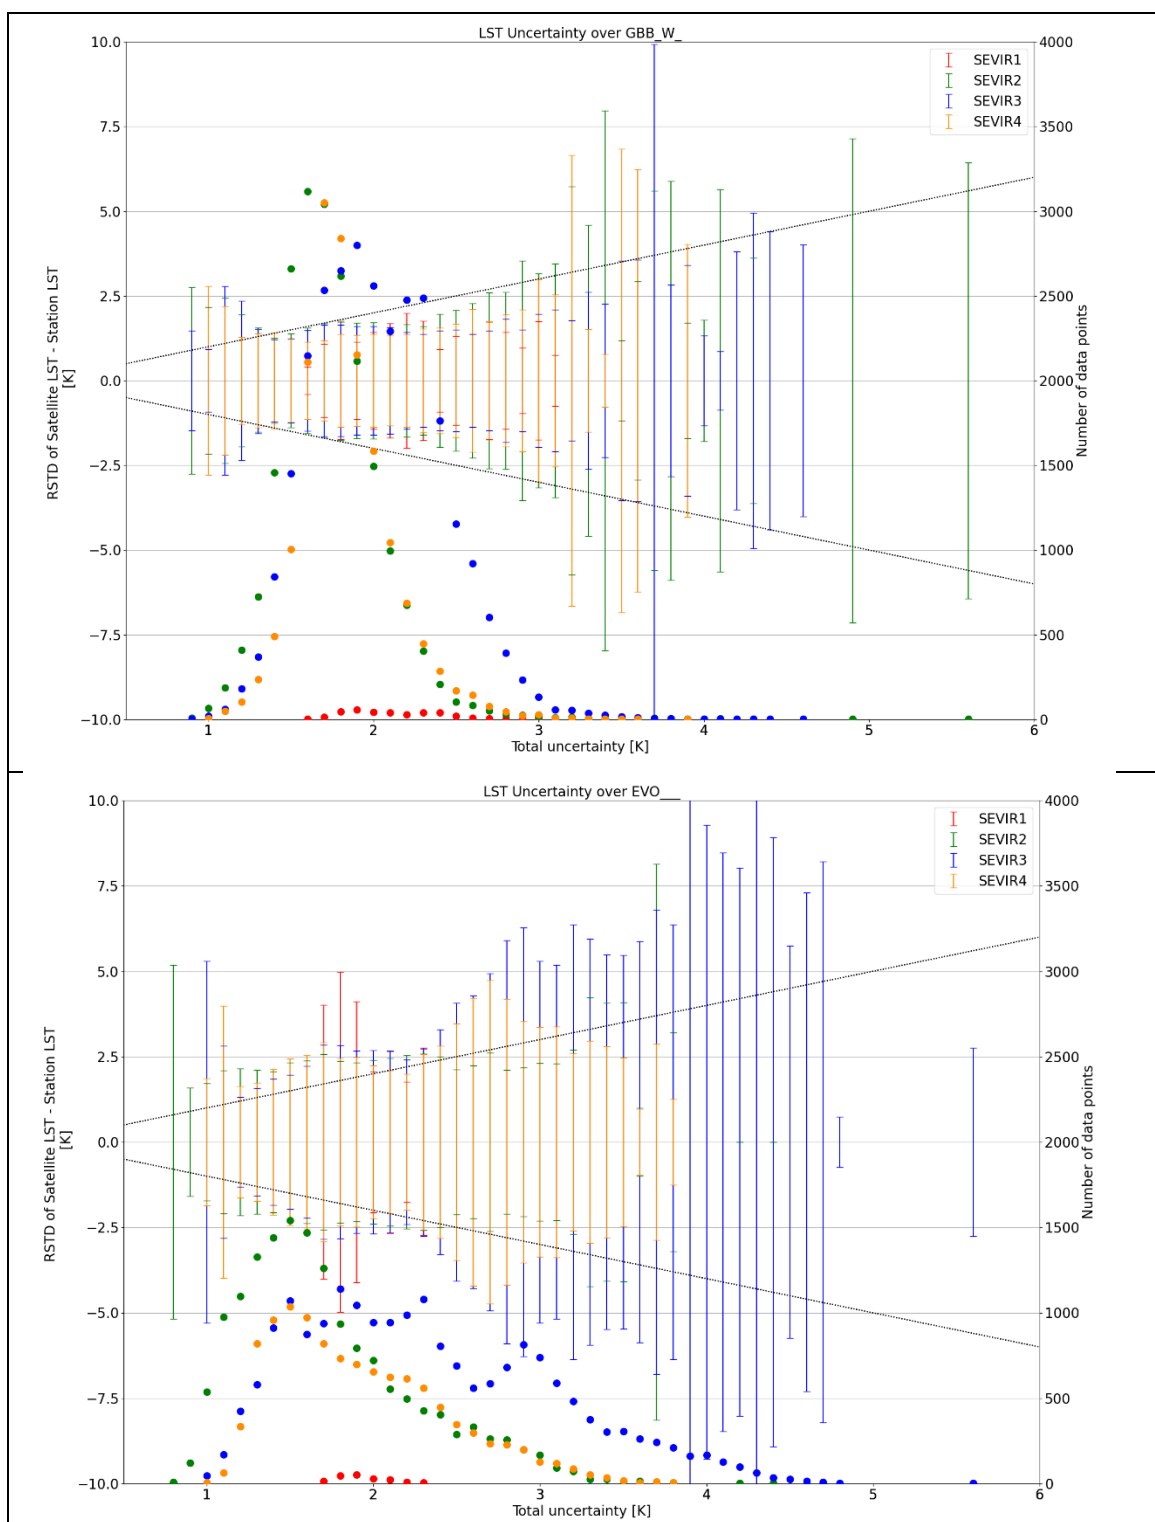 LST Uncertainty over GBB_W_
10.0
7.5
5.0
2.5
0.0
−2.5
−5.0
−7.5
−10.0
RSTD of Satellite LST - Station LST
[K]
SEVIR1
SEVIR2
SEVIR3
SEVIR4
4000
3500
3000
2500
2000
1500
1000
500
0
Number of data points
1 2 3 4 5 6
Total uncertainty [K]
LST Uncertainty over EVO___
10.0
7.5
5.0
2.5
0.0
−2.5
−5.0
−7.5
−10.0
RSTD of Satellite LST - Station LST
[K]
SEVIR1
SEVIR2
SEVIR3
SEVIR4
4000
3500
3000
2500
2000
1500
1000
500
0
Number of data points
1 2 3 4 5 6
Total uncertainty [K]